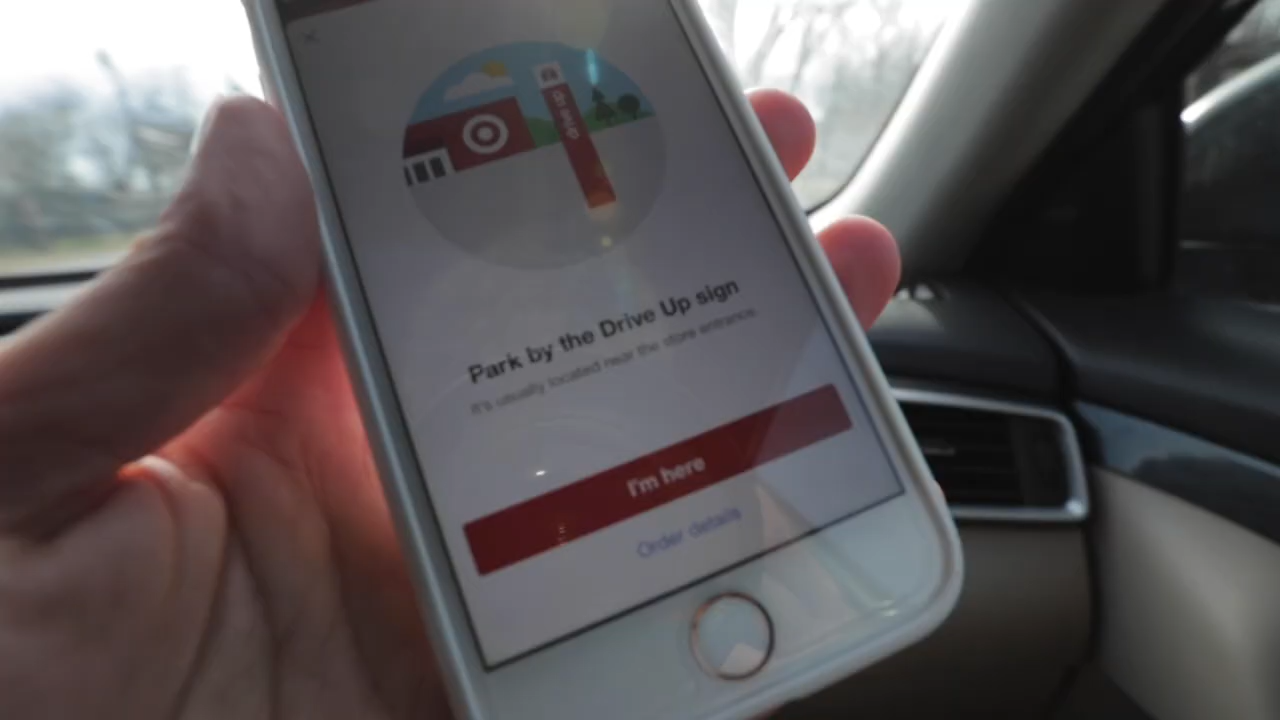 drive up
Park by the Drive Up sign
It's usually located near the store entrance.
I'm here
Order details